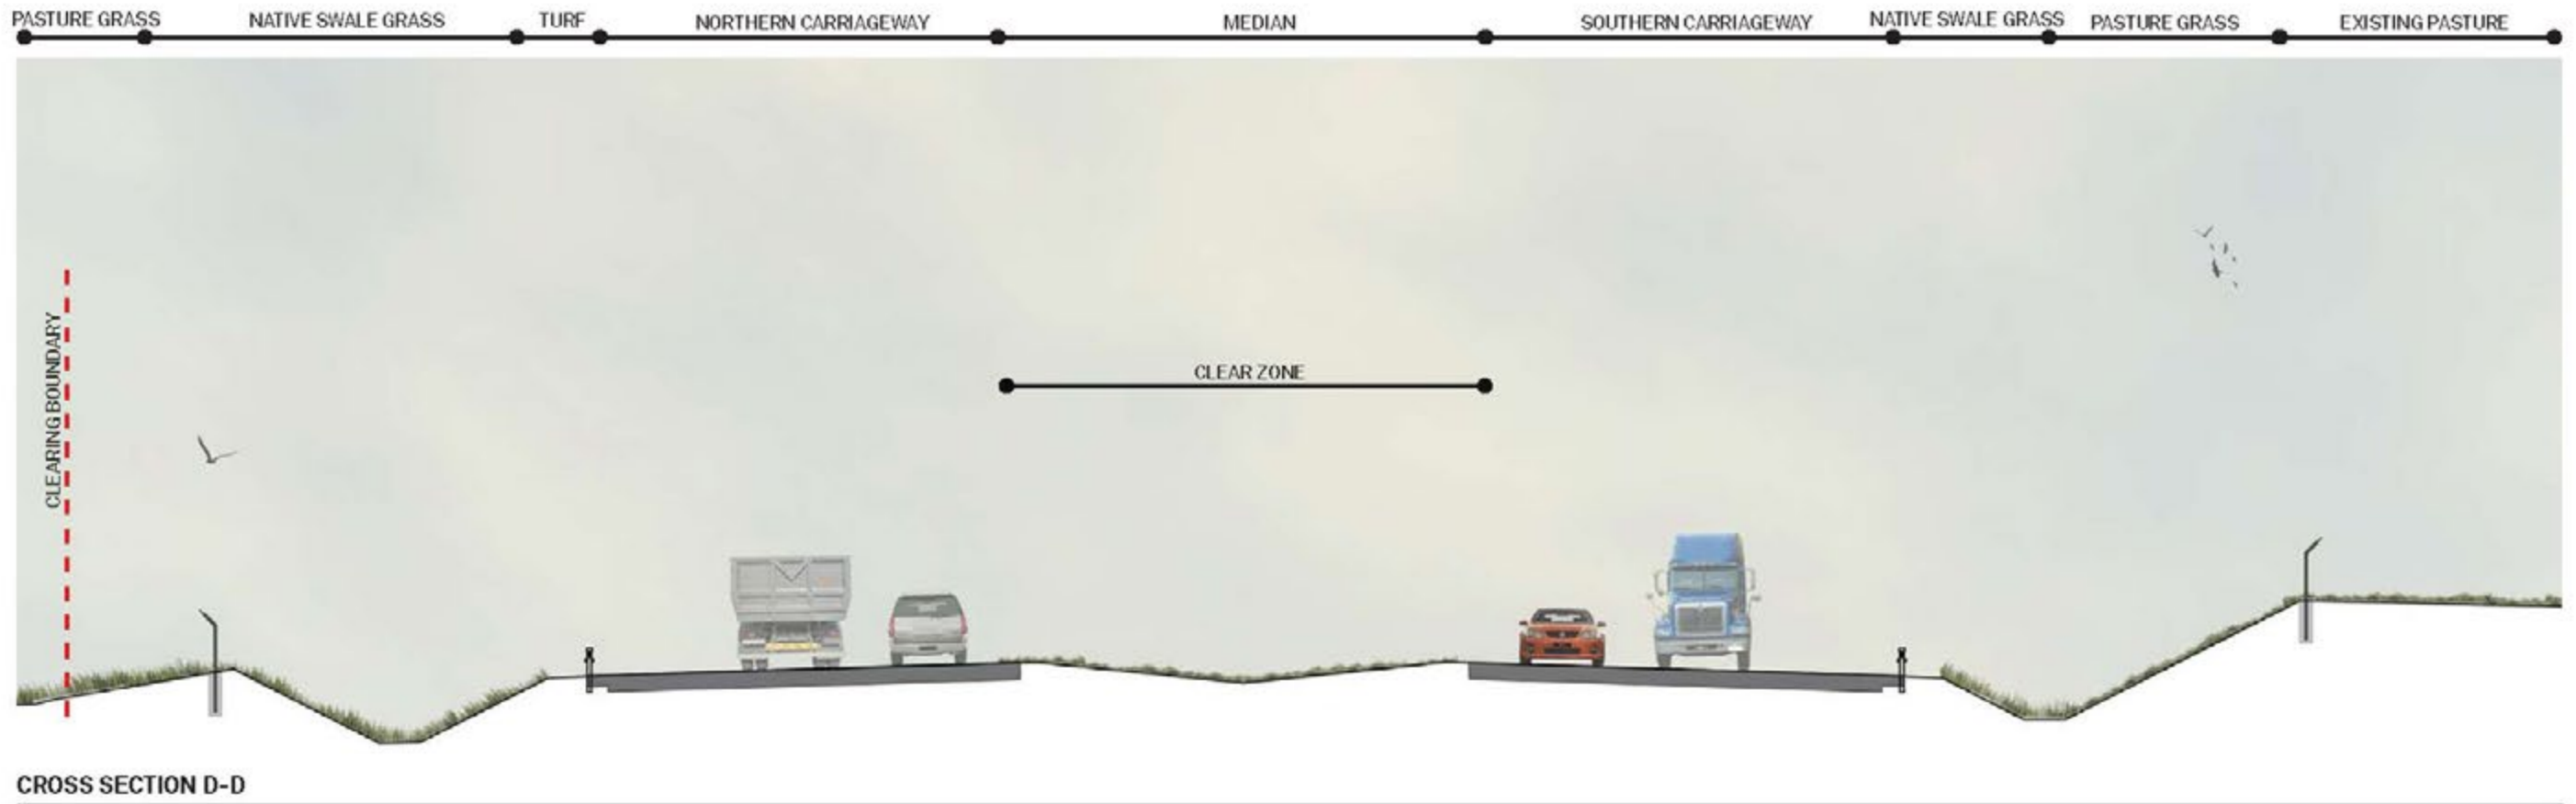 PASTURE GRASS
NATIVE SWALE GRASS
TURF
NORTHERN CARRIAGEWAY
MEDIAN
SOUTHERN CARRIAGEWAY
NATIVE SWALE GRASS
PASTURE GRASS
EXISTING PASTURE
CLEARING BOUNDARY
CLEAR ZONE
CROSS SECTION D-D